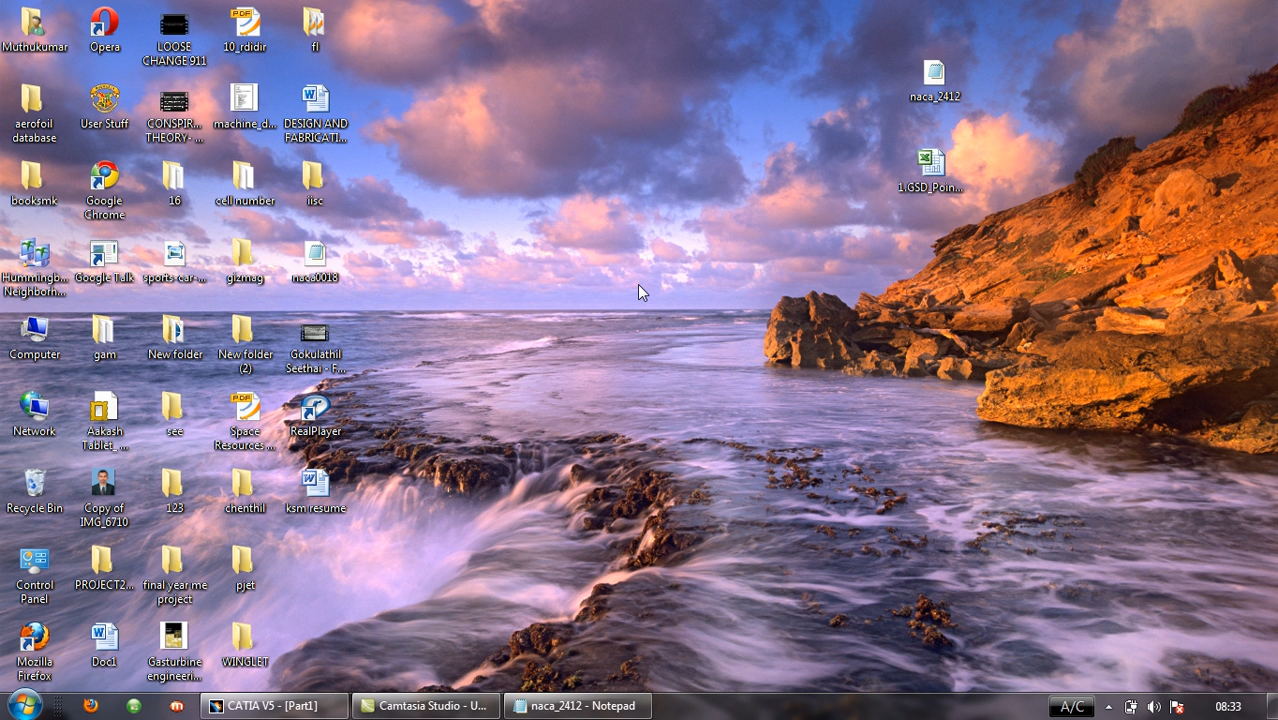 Muthukumar
Opera
LOOSE
CHANGE 911
10_rdidir
fl
aerofoil
database
User Stuff
CONSPIR...
THEORY- ...
machine_d...
DESIGN AND
FABRICATI...
booksmk
Google
Chrome
16
cell number
iisc
Hummingb...
Neighborh...
Google Talk
sports-car-...
gizmag
naca0018
Computer
gam
New folder
New folder
(2)
Gokulathil
Seethai - F...
Network
Aakash
Tablet_ ...
see
Space
Resources ...
RealPlayer
Recycle Bin
Copy of
IMG_6710
123
chenthil
ksm resume
Control
Panel
PROJECT2...
final year me
project
pjet
Mozilla
Firefox
Doc1
Gasturbine
engineeri...
WINGLET
naca_2412
1.GSD_Poin...
CATIA V5 - [Part1]
Camtasia Studio - U...
naca_2412 - Notepad
A/C
08:33